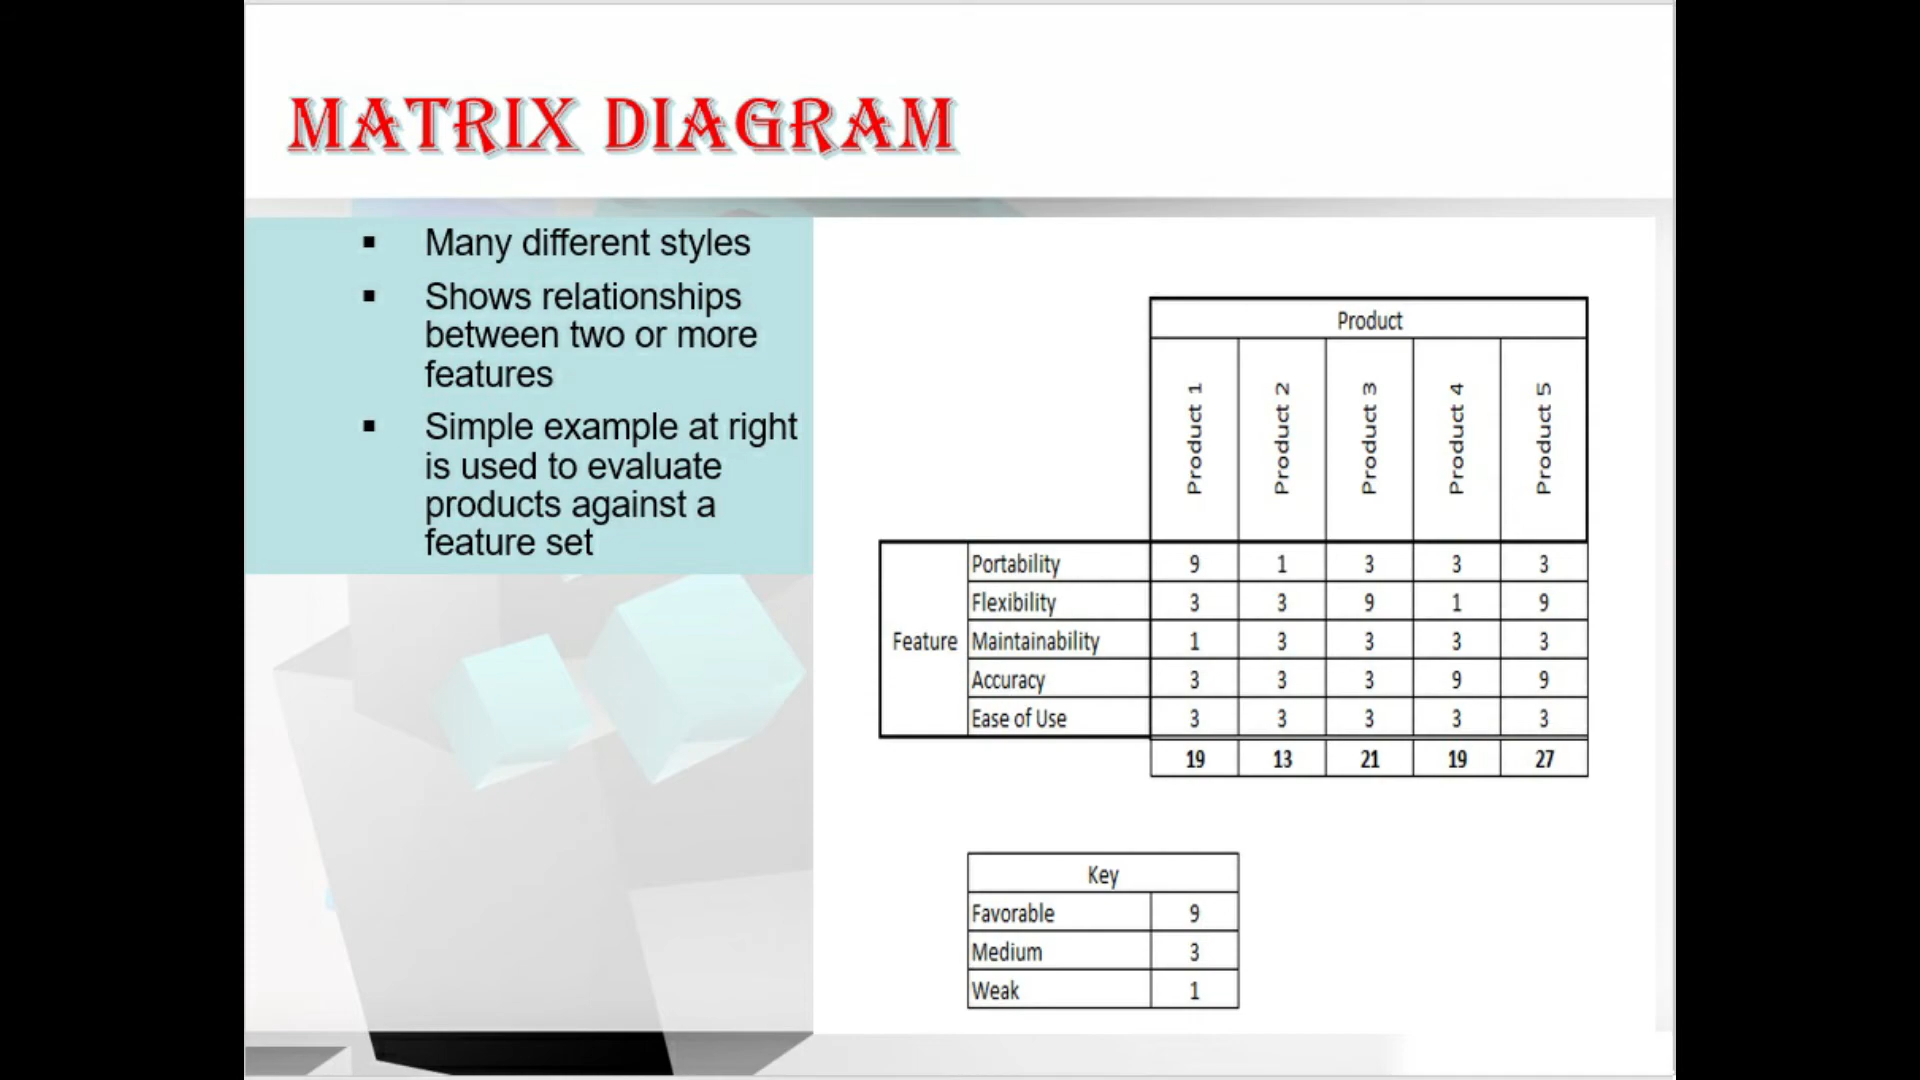 MATRIX DIAGRAM
▪ Many different styles
▪ Shows relationships
between two or more
features
▪ Simple example at right
is used to evaluate
products against a
feature set
Product
Product 1 Product 2 Product 3 Product 4 Product 5
Feature
Portability 9 1 3 3 3
Flexibility 3 3 9 1 9
Maintainability 1 3 3 3 3
Accuracy 3 3 3 9 9
Ease of Use 3 3 3 3 3
19 13 21 19 27
Key
Favorable 9
Medium 3
Weak 1